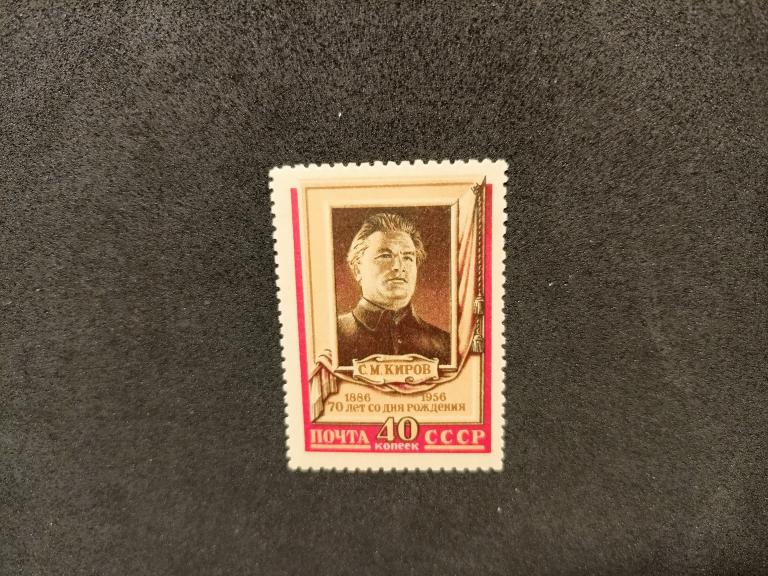 С. М. КИРОВ
1886 1956
70 ЛЕТ СО ДНЯ РОЖДЕНИЯ
ПОЧТА 40 СССР
КОПЕЕК